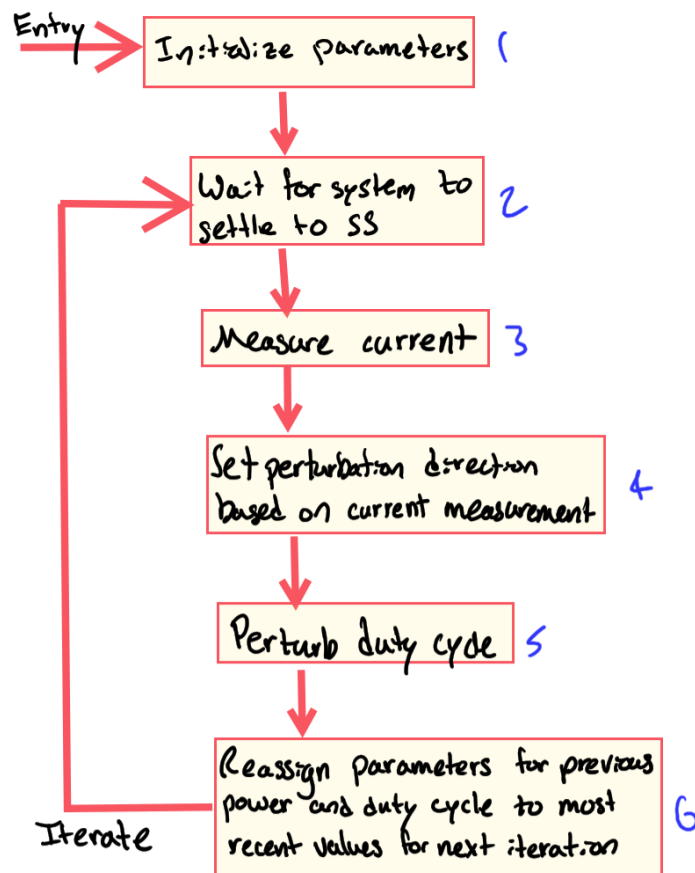 Entry
Initialize parameters 1
Wait for system to
settle to SS
2
Measure current 3
Set perturbation direction
based on current measurement
4
Perturb duty cycle 5
Reassign parameters for previous
power and duty cycle to most
recent values for next iteration
6
Iterate